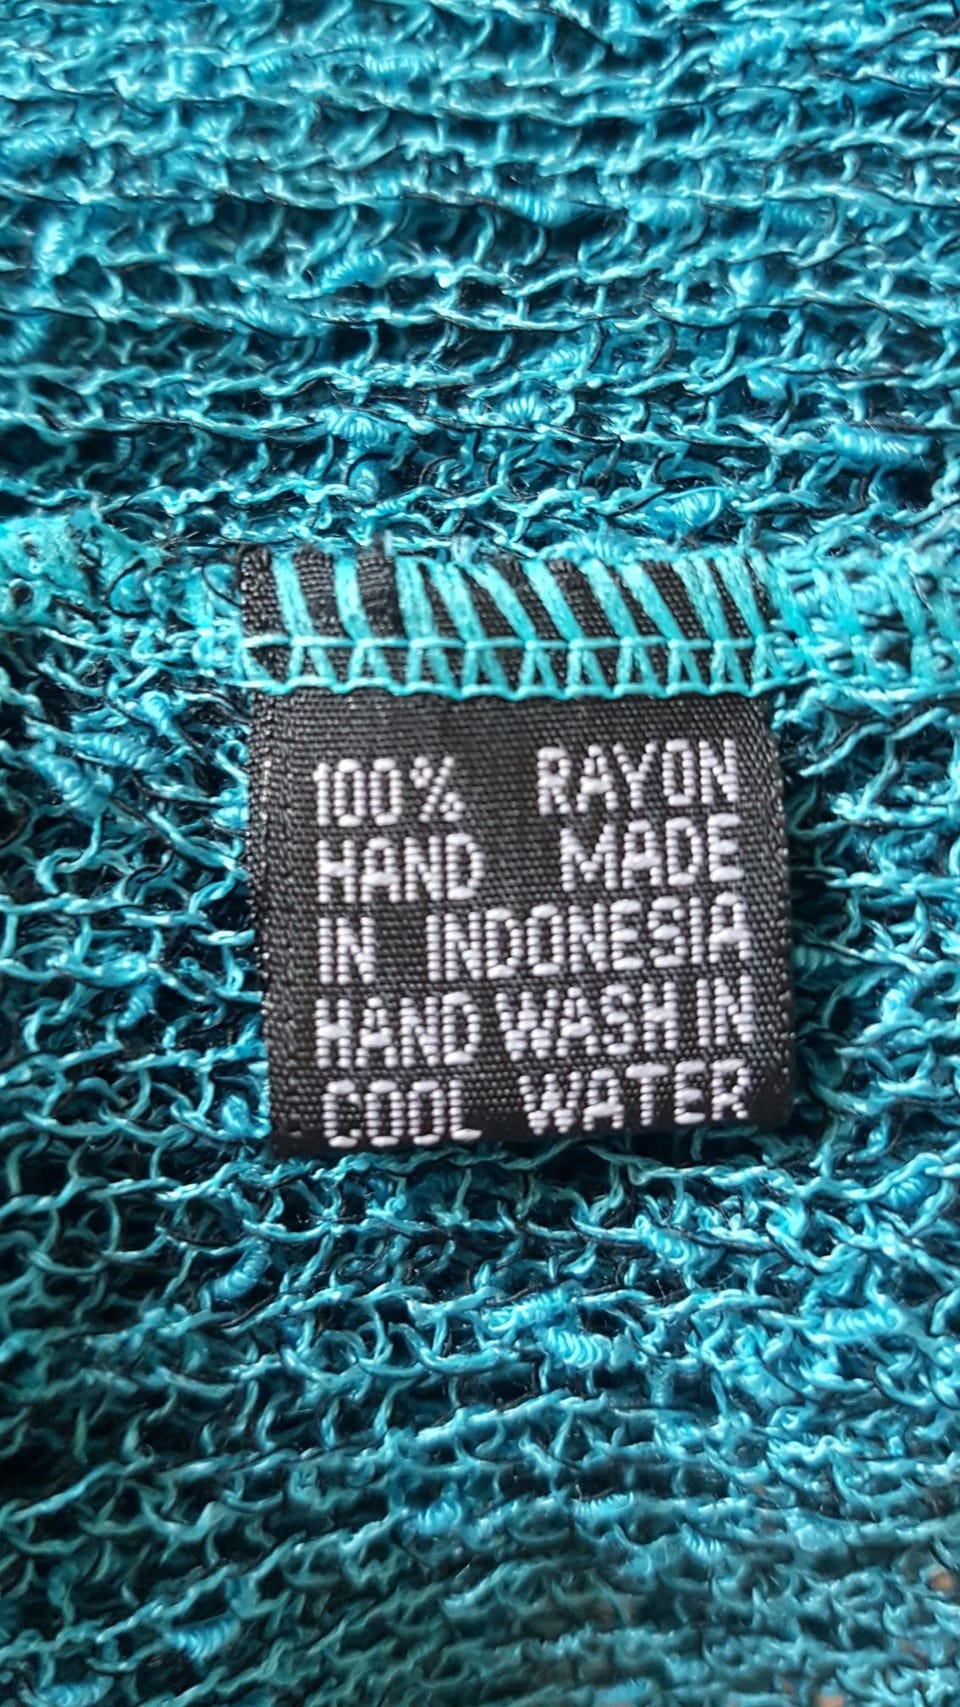 100% RAYON
HAND MADE
IN INDONESIA
HAND WASH IN
COOL WATER